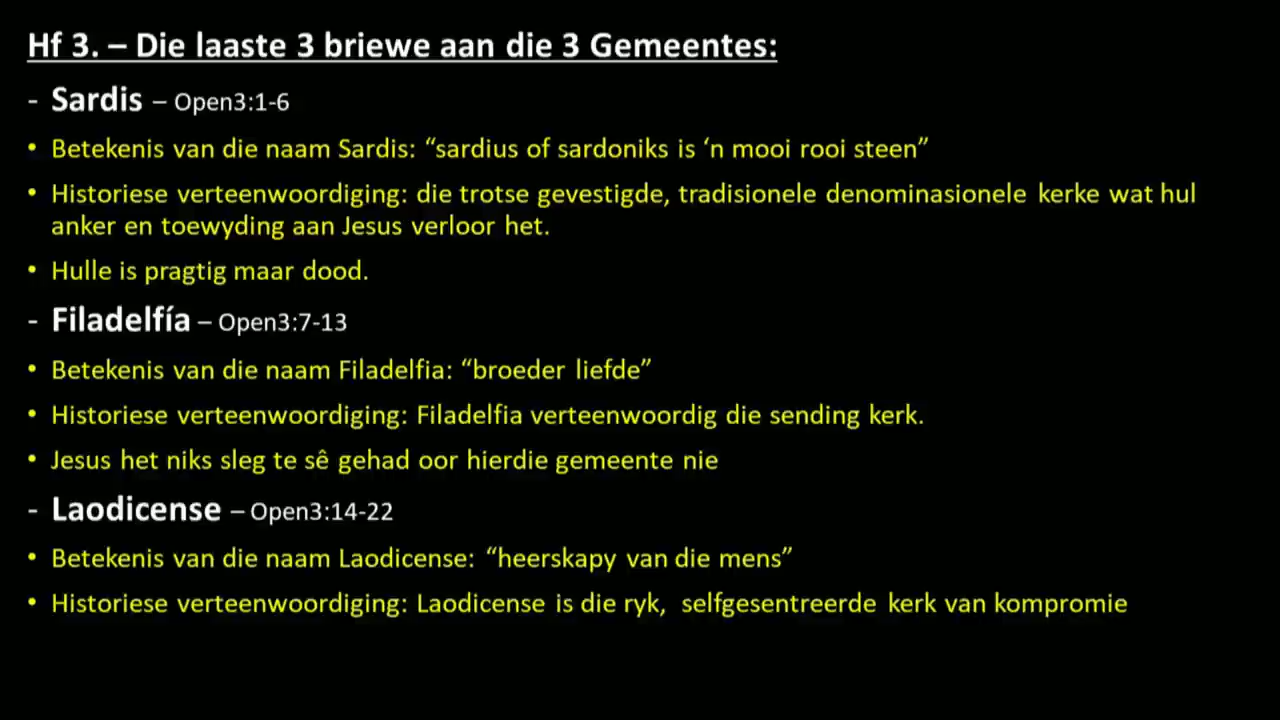 Hf 3. – Die laaste 3 briewe aan die 3 Gemeentes:
- Sardis – Open3:1-6
• Betekenis van die naam Sardis: “sardius of sardoniks is ‘n mooi rooi steen”
• Historiese verteenwoordiging: die trotse gevestigde, tradisionele denominasionele kerke wat hul
anker en toewyding aan Jesus verloor het.
• Hulle is pragtig maar dood.
- Filadelfía – Open3:7-13
• Betekenis van die naam Filadelfia: “broeder liefde”
• Historiese verteenwoordiging: Filadelfia verteenwoordig die sending kerk.
• Jesus het niks sleg te sê gehad oor hierdie gemeente nie
- Laodicense – Open3:14-22
• Betekenis van die naam Laodicense: “heerskapy van die mens”
• Historiese verteenwoordiging: Laodicense is die ryk, selfgesentreerde kerk van kompromie